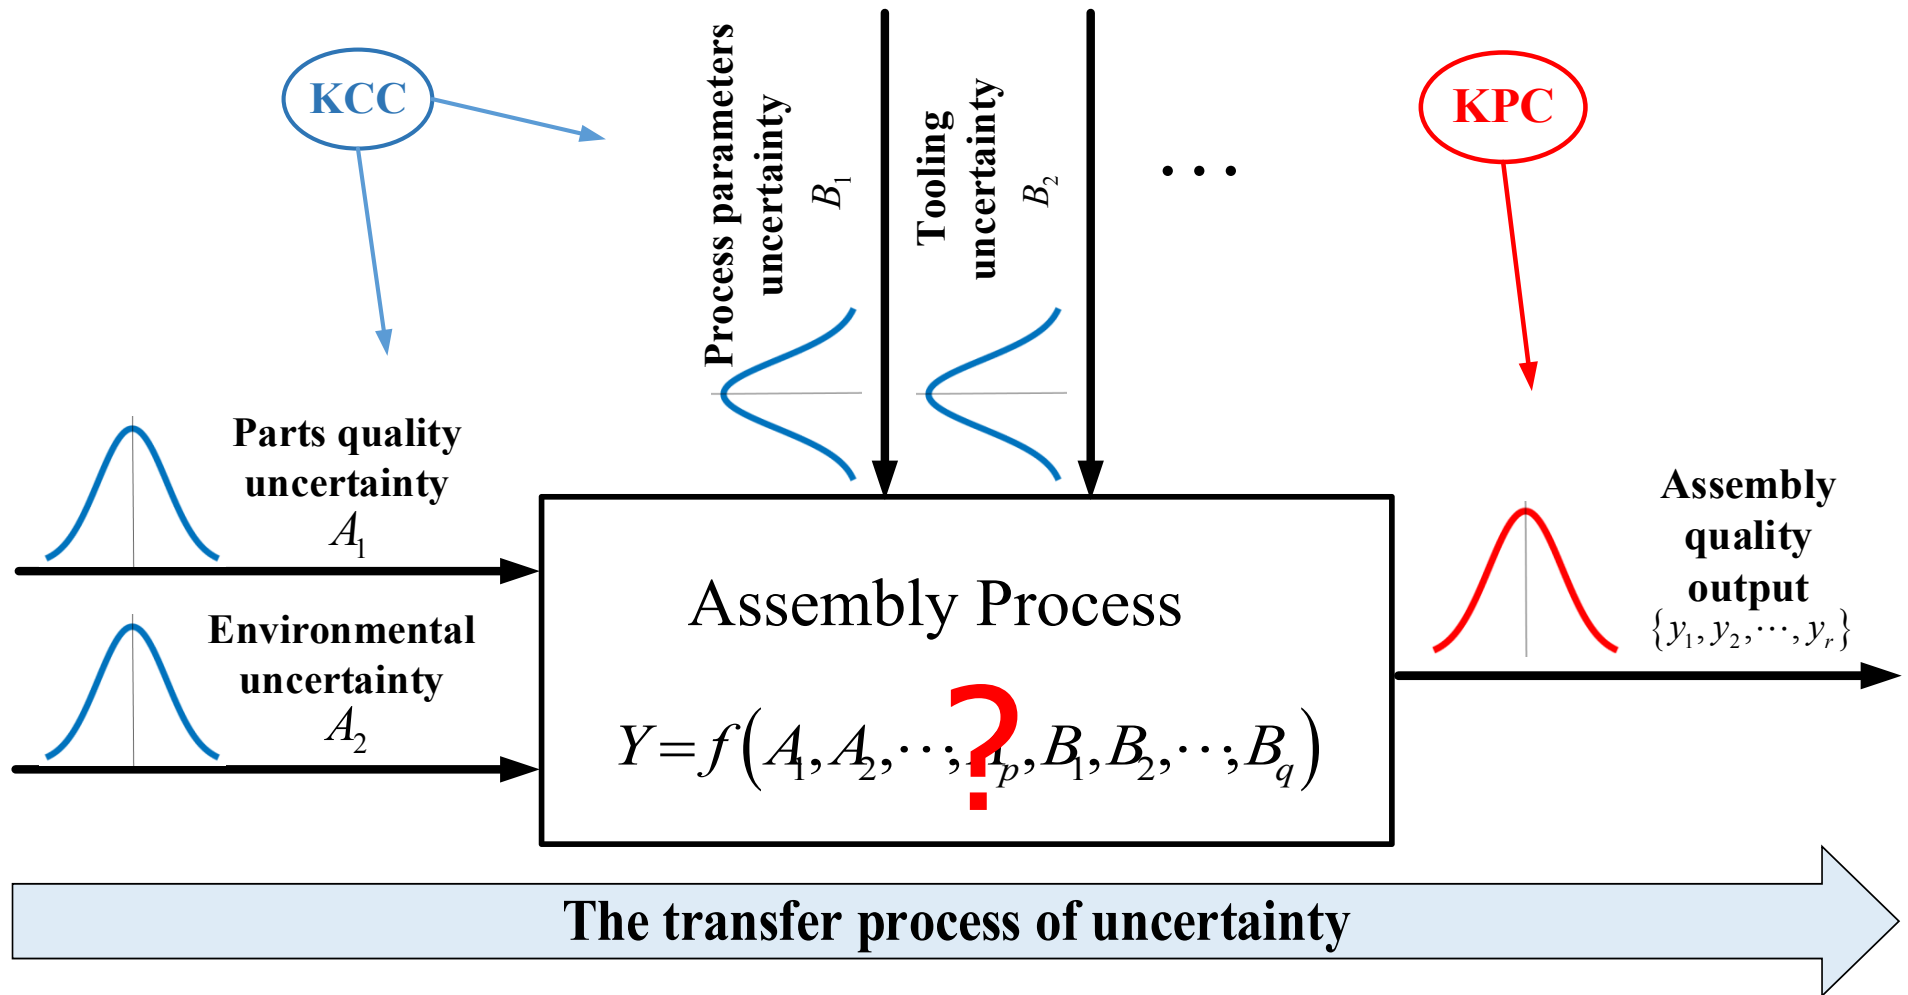 KCC
Process parameters
uncertainty
B₁
Tooling
uncertainty
B₂
...
KPC
Parts quality
uncertainty
A₁
Environmental
uncertainty
A₂
Assembly Process
Y = f(A₁, A₂, ⋯, Aₚ, B₁, B₂, ⋯, B_q)
?
Assembly
quality
output
{y₁, y₂, ⋯, yᵣ}
The transfer process of uncertainty